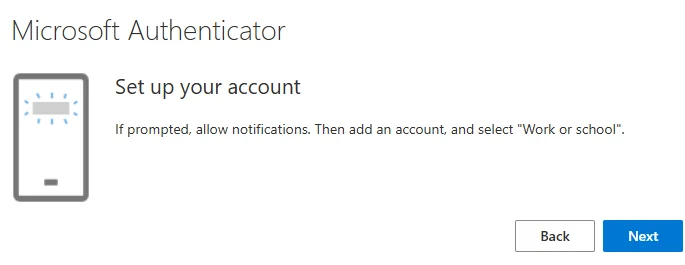 Microsoft Authenticator
Set up your account
If prompted, allow notifications. Then add an account, and select "Work or school".
Back
Next